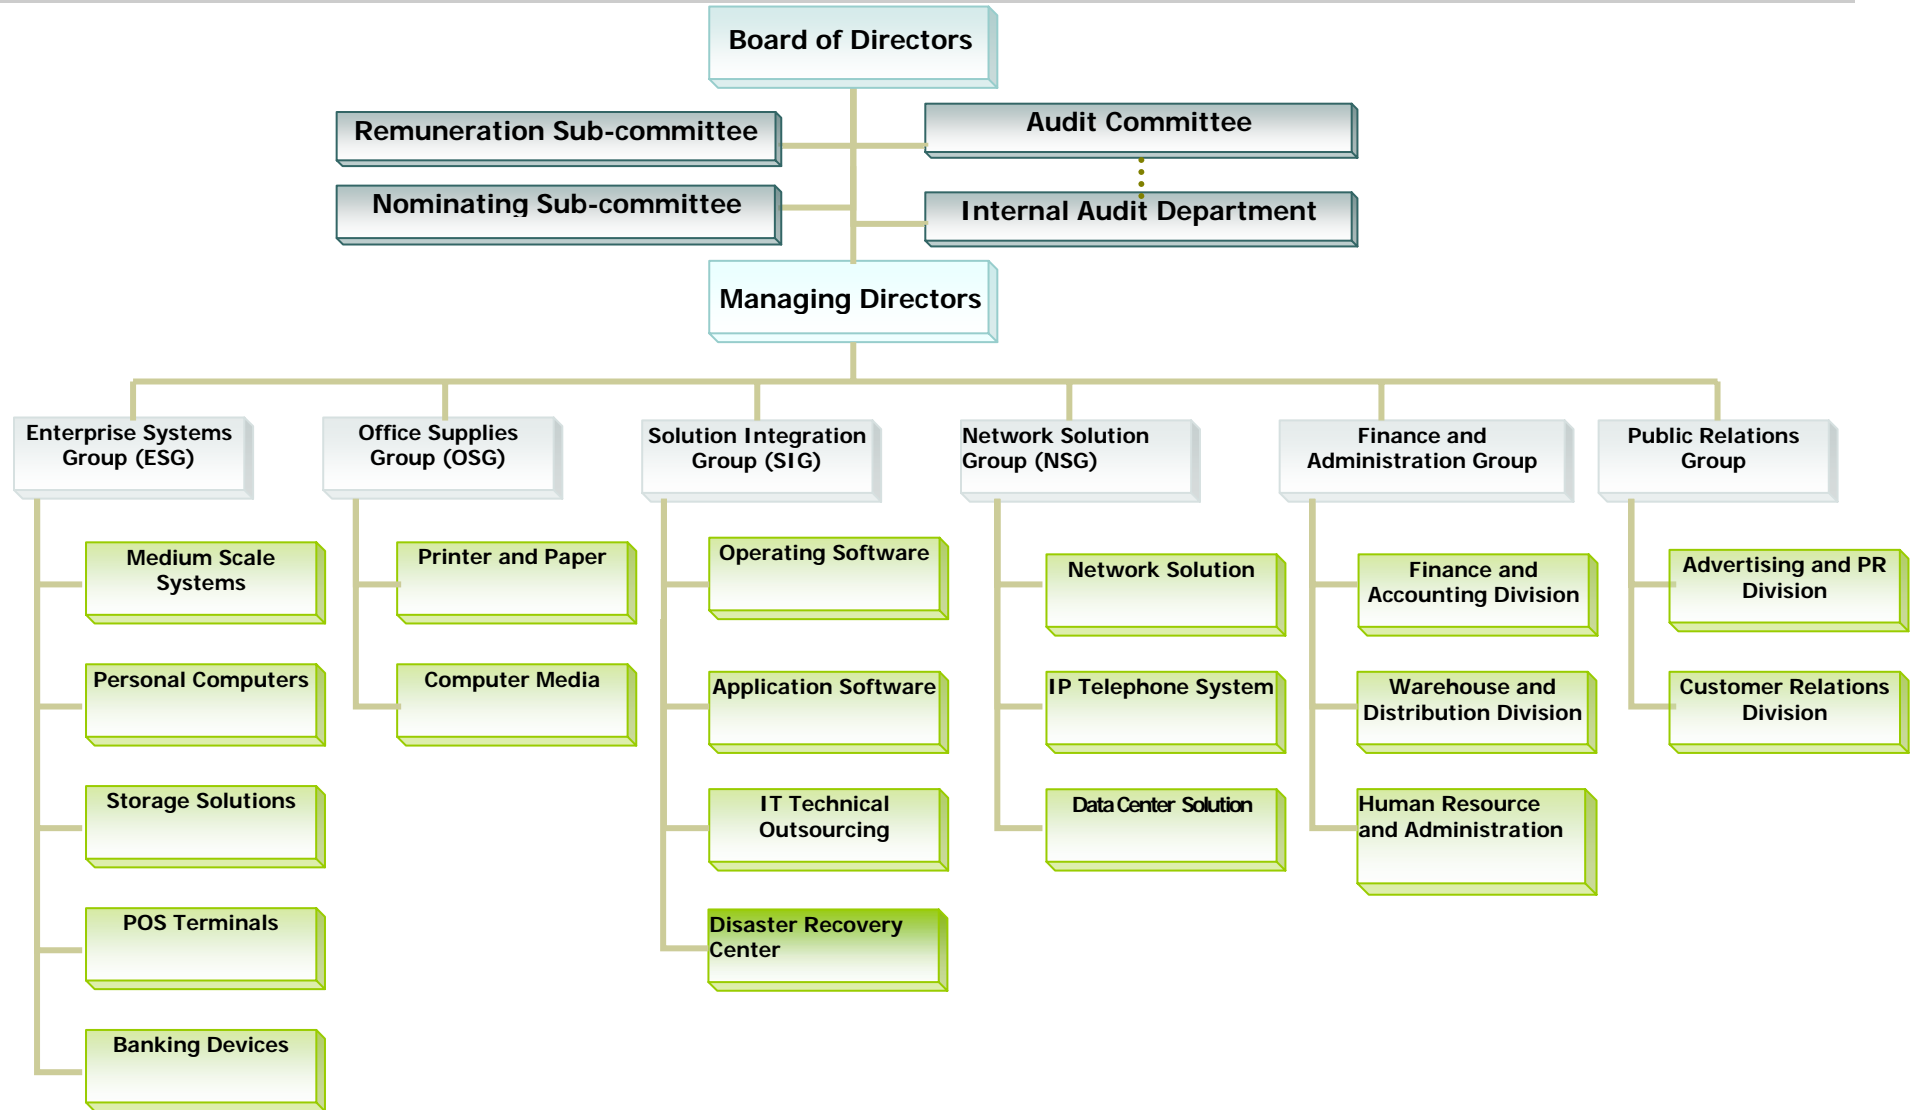 Board of Directors
Remuneration Sub-committee
Audit Committee
Nominating Sub-committee
Internal Audit Department
Managing Directors
Enterprise Systems
Group (ESG)
Office Supplies
Group (OSG)
Solution Integration
Group (SIG)
Network Solution
Group (NSG)
Finance and
Administration Group
Public Relations
Group
Medium Scale
Systems
Personal Computers
Storage Solutions
POS Terminals
Banking Devices
Printer and Paper
Computer Media
Operating Software
Application Software
IT Technical
Outsourcing
Disaster Recovery
Center
Network Solution
IP Telephone System
Data Center Solution
Finance and
Accounting Division
Warehouse and
Distribution Division
Human Resource
and Administration
Advertising and PR
Division
Customer Relations
Division